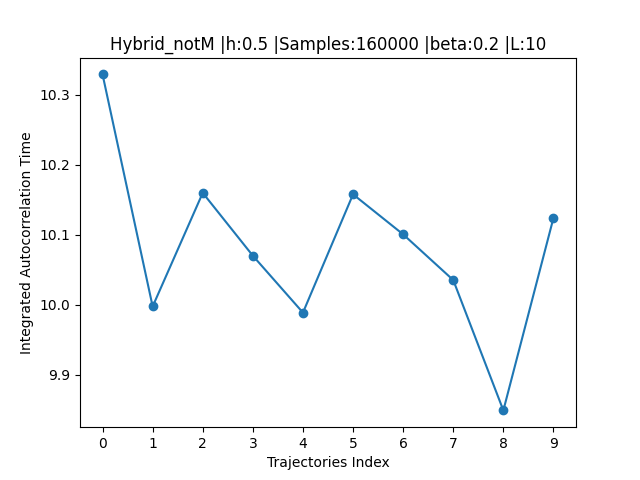 Hybrid_notM |h:0.5 |Samples:160000 |beta:0.2 |L:10
Integrated Autocorrelation Time
10.3
10.2
10.1
10.0
9.9
0 1 2 3 4 5 6 7 8 9
Trajectories Index